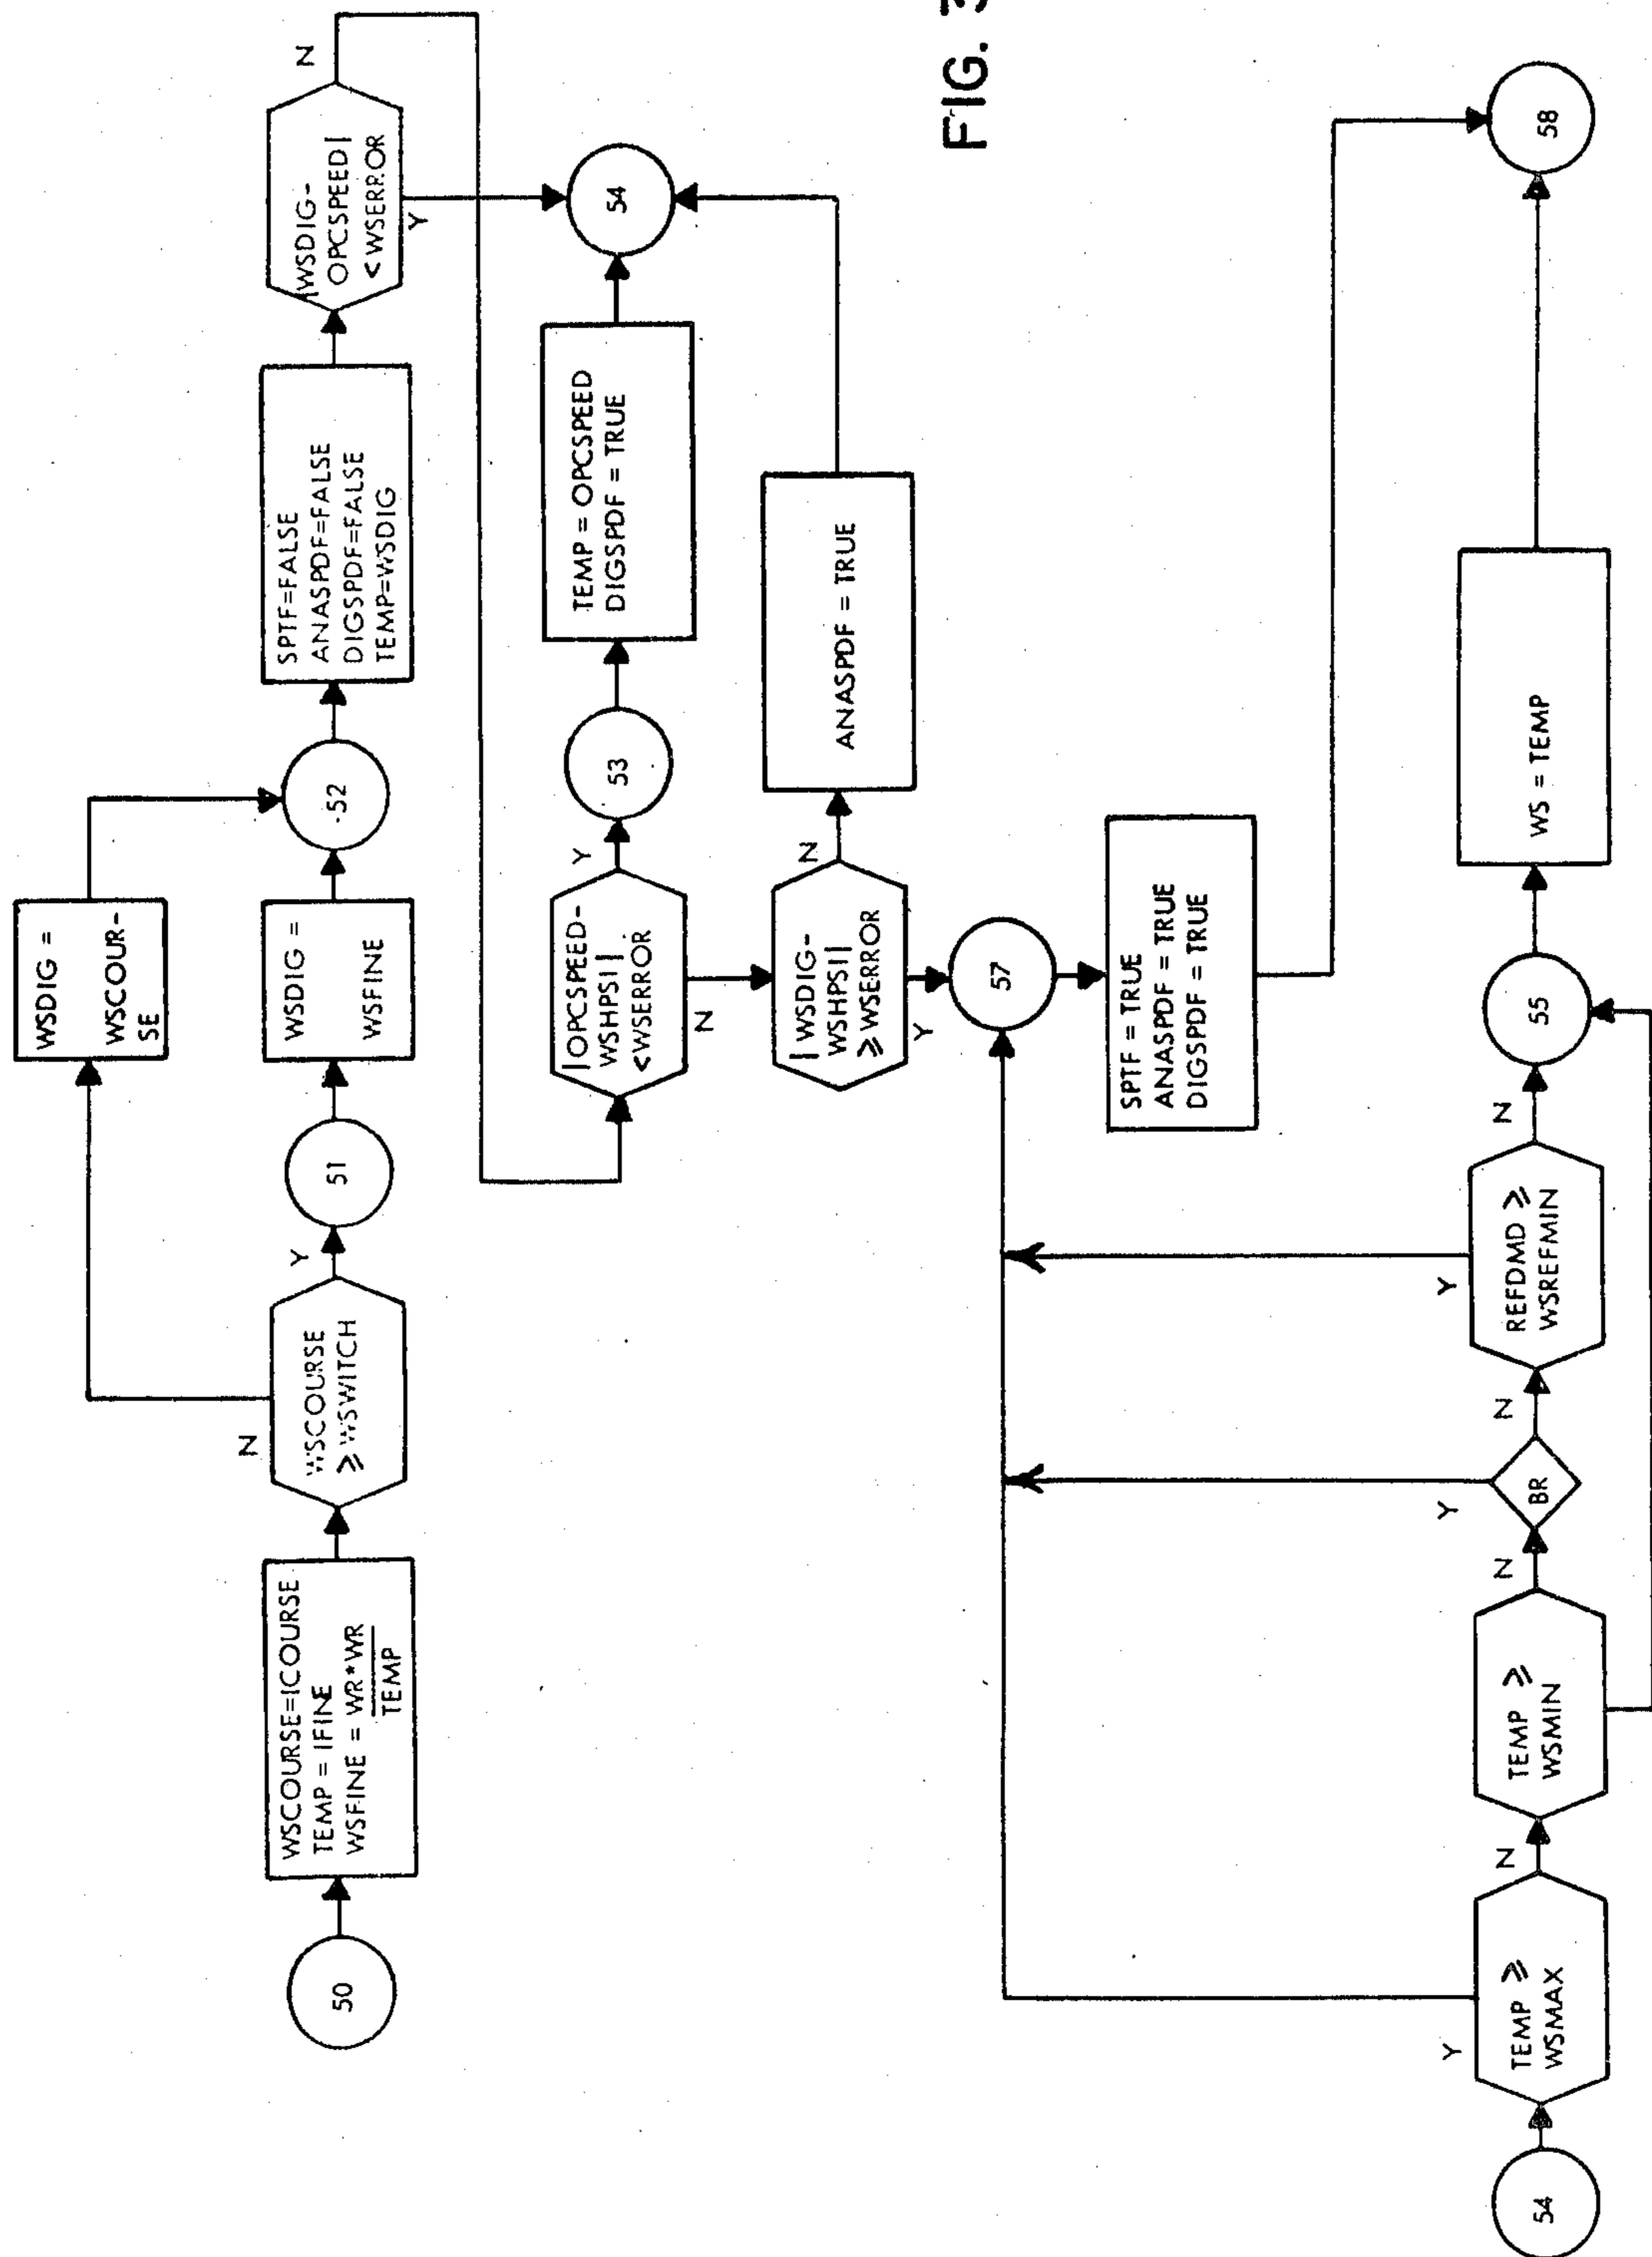 50
WSCOURSE=ICOURSE
TEMP = IFINE
WSFINE = WR*WR
TEMP
WSCOURSE
≥ WSWITCH
N
Y
51
WSDIG =
WSCOUR-
SE
WSDIG =
WSFINE
52
SPTF=FALSE
ANASPDF=FALSE
DIGSPDF=FALSE
TEMP=WSDIG
|WSDIG-
OPCSPEED|
<WSERROR
N
Y
|OPCSPEED-
WSHPSI|
<WSERROR
Y
N
53
TEMP = OPCSPEED
DIGSPDF = TRUE
54
|WSDIG-
WSHPSI|
≥ WSERROR
N
Y
ANASPDF = TRUE
57
SPTF = TRUE
ANASPDF = TRUE
DIGSPDF = TRUE
FIG. 3
54
TEMP ≥
WSMAX
Y
N
TEMP ≥
WSMIN
N
BR
Y
N
REFDMD ≥
WSREFMIN
Y
N
55
WS = TEMP
58